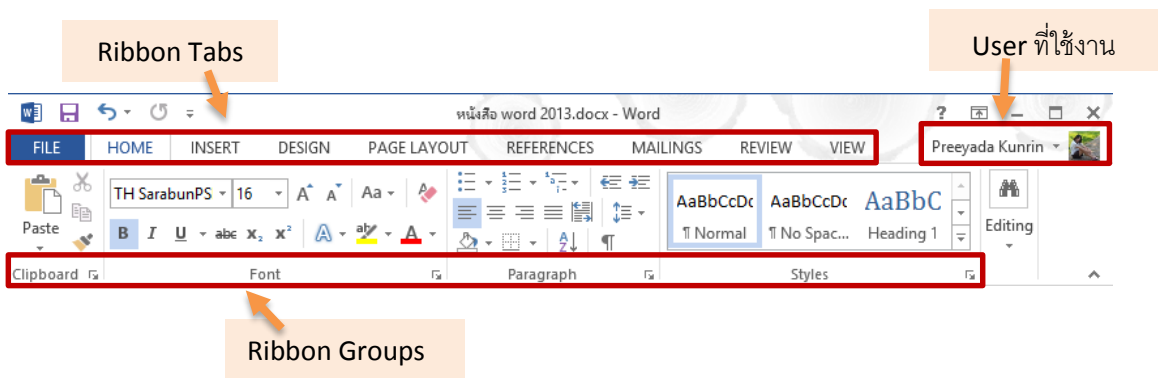 Ribbon Tabs
User ที่ใช้งาน
หนังสือ word 2013.docx - Word
FILE HOME INSERT DESIGN PAGE LAYOUT REFERENCES MAILINGS REVIEW VIEW Preeyada Kunrin
TH SarabunPS 16 A A Aa
AaBbCcDc AaBbCcDc AaBbC
Paste
B I U abc X₂ X² A aby A
¶ Normal ¶ No Spac... Heading 1
Editing
Clipboard Font Paragraph Styles
Ribbon Groups